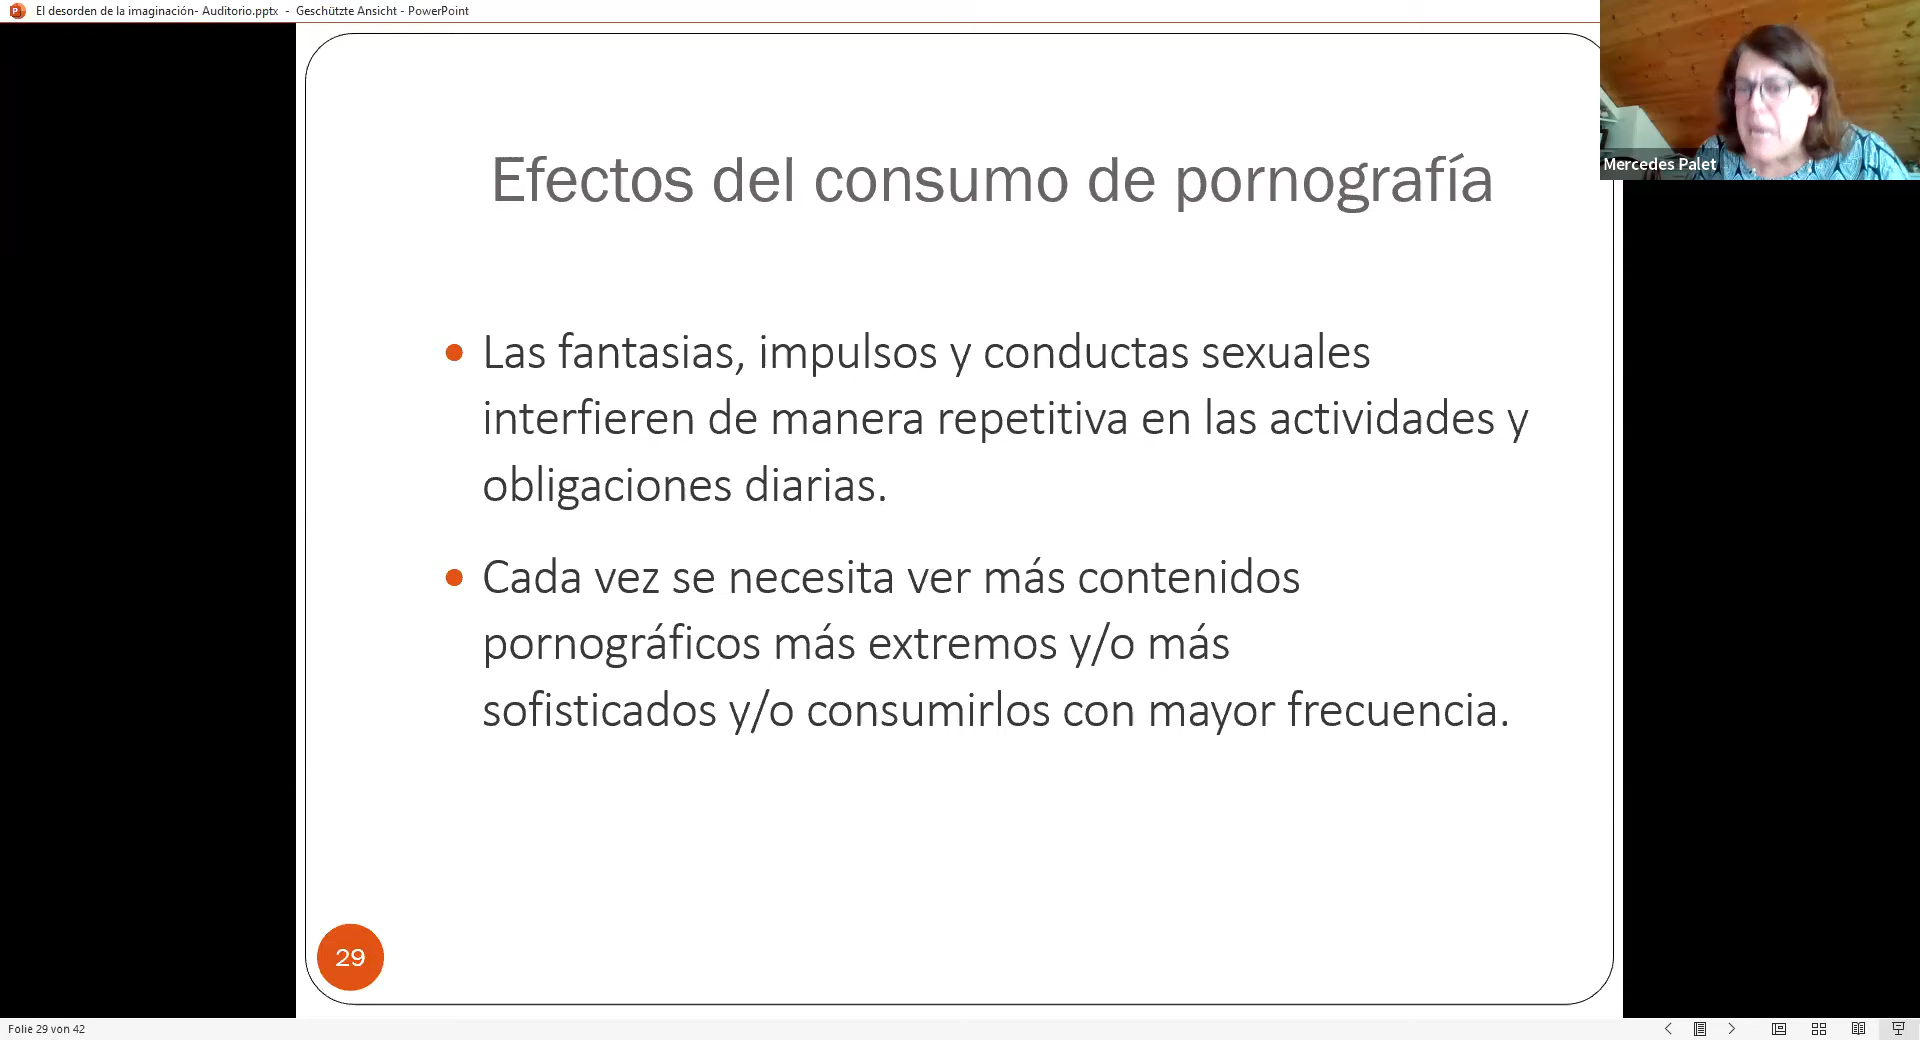 El desorden de la imaginación- Auditorio.pptx - Geschützte Ansicht - PowerPoint
Mercedes Palet
Efectos del consumo de pornografía
• Las fantasias, impulsos y conductas sexuales
interfieren de manera repetitiva en las actividades y
obligaciones diarias.
• Cada vez se necesita ver más contenidos
pornográficos más extremos y/o más
sofisticados y/o consumirlos con mayor frecuencia.
29
Folie 29 von 42